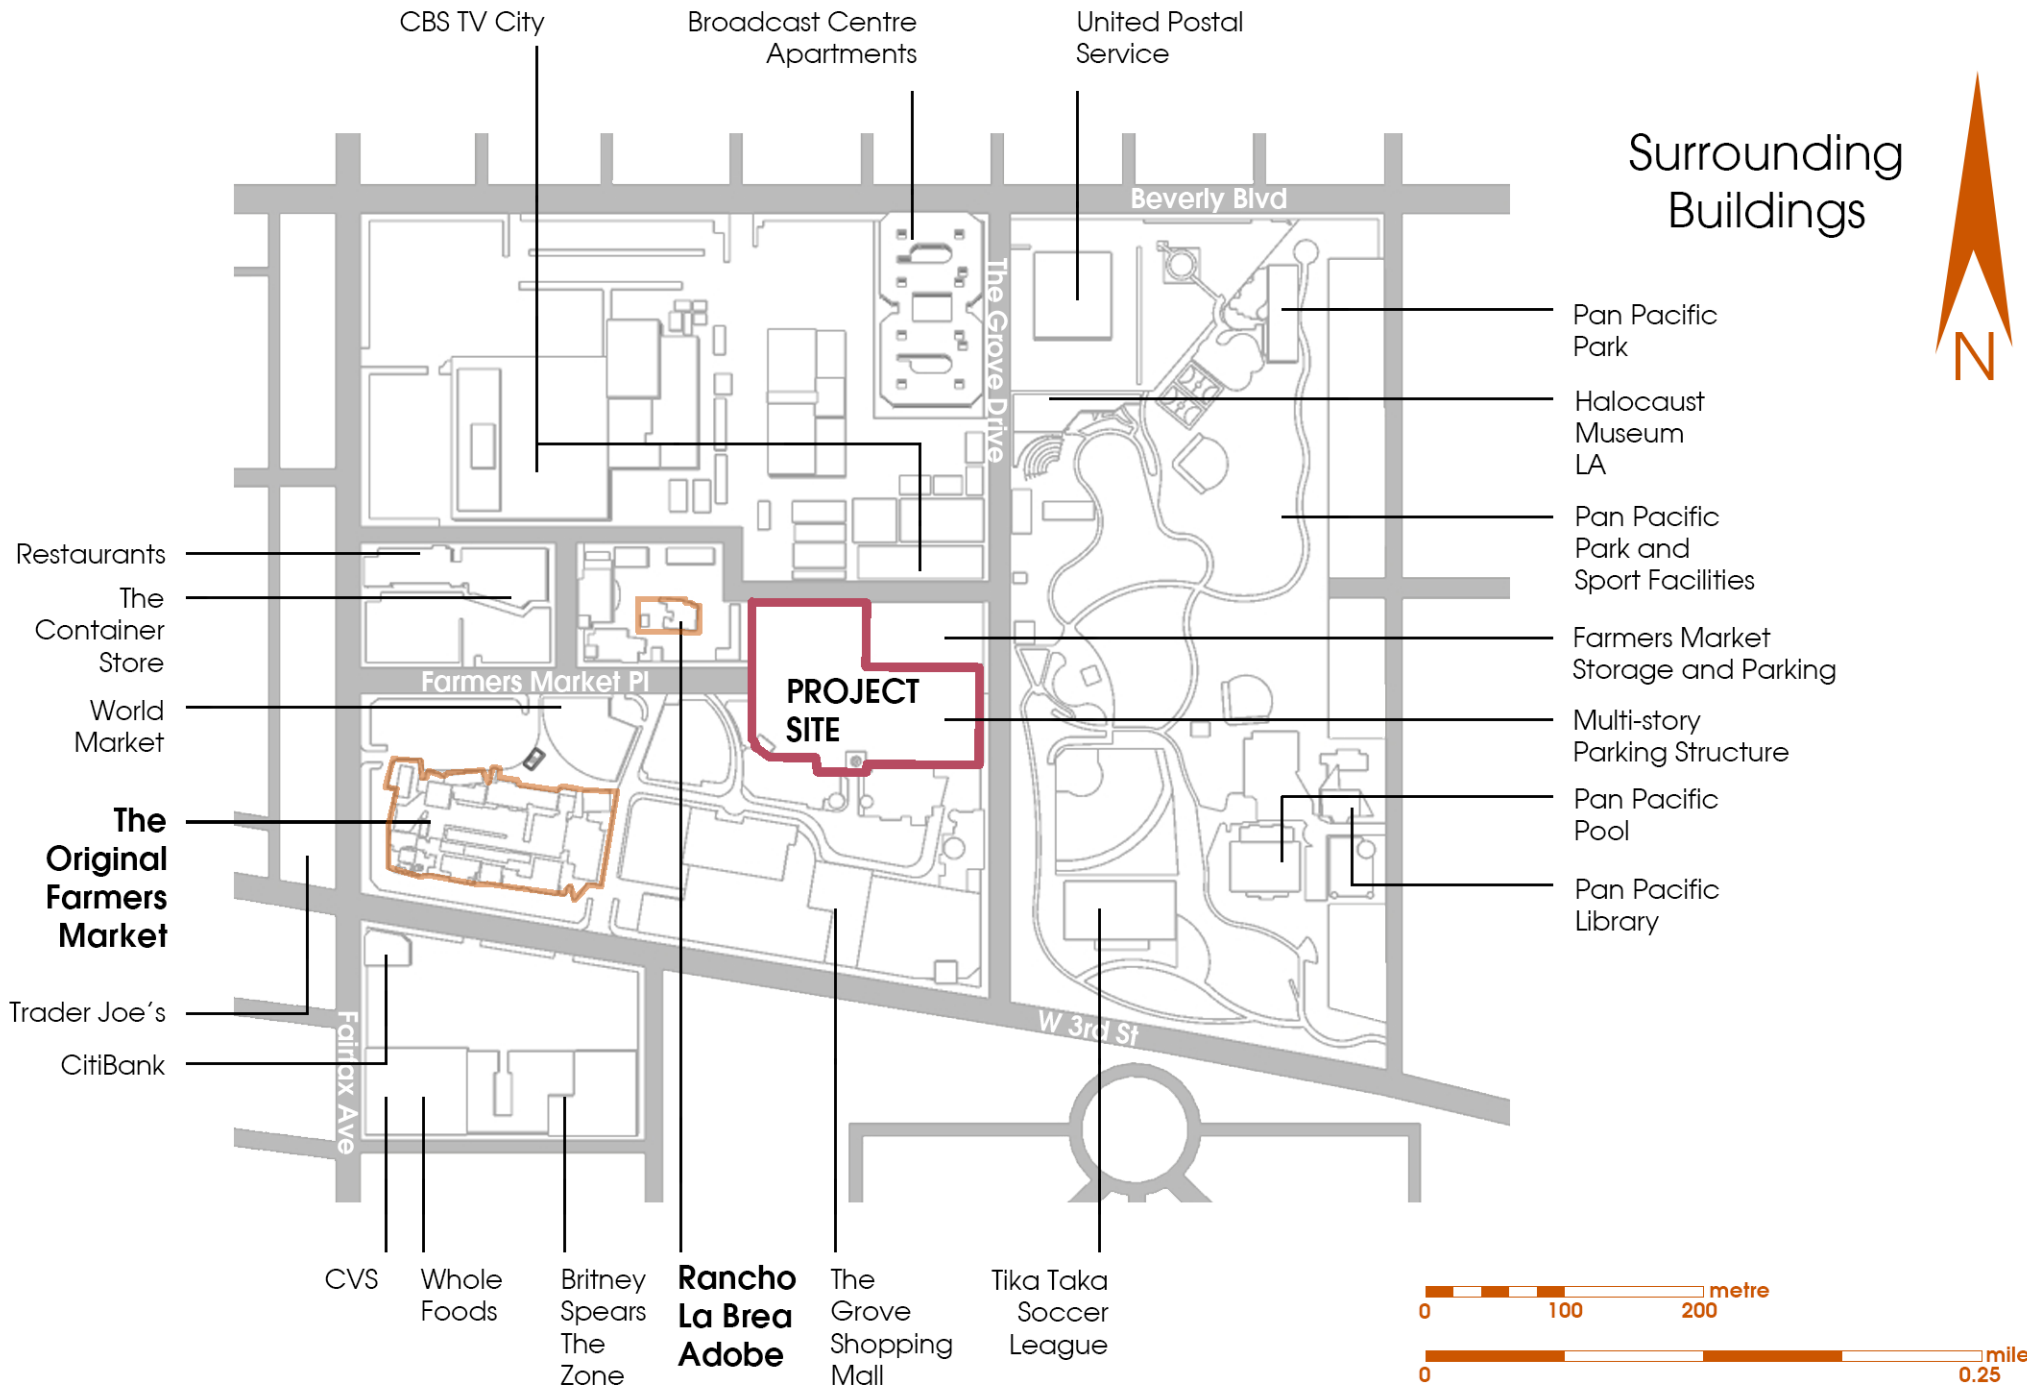 CBS TV City
Broadcast Centre
Apartments
United Postal
Service
Surrounding
Buildings
N
Beverly Blvd
The Grove Drive
Pan Pacific
Park
Halocaust
Museum
LA
Pan Pacific
Park and
Sport Facilities
Farmers Market
Storage and Parking
Multi-story
Parking Structure
Pan Pacific
Pool
Pan Pacific
Library
Restaurants
The
Container
Store
World
Market
The
Original
Farmers
Market
Trader Joe's
CitiBank
Farmers Market Pl
PROJECT
SITE
Fairfax Ave
W 3rd St
CVS
Whole
Foods
Britney
Spears
The
Zone
Rancho
La Brea
Adobe
The
Grove
Shopping
Mall
Tika Taka
Soccer
League
metre
0 100 200
mile
0 0.25